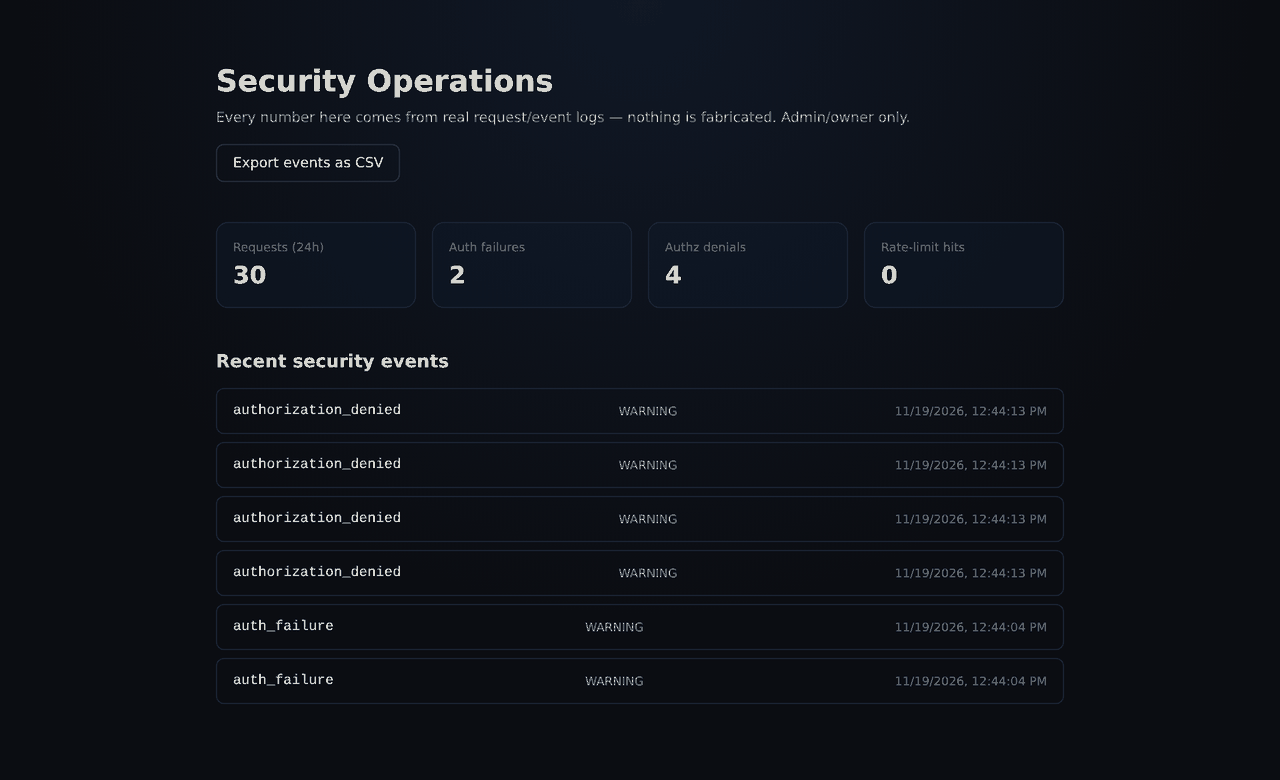 Security Operations
Every number here comes from real request/event logs — nothing is fabricated. Admin/owner only.
Export events as CSV
Requests (24h) Auth failures Authz denials Rate-limit hits
30 2 4 0
Recent security events
authorization_denied WARNING 11/19/2026, 12:44:13 PM
authorization_denied WARNING 11/19/2026, 12:44:13 PM
authorization_denied WARNING 11/19/2026, 12:44:13 PM
authorization_denied WARNING 11/19/2026, 12:44:13 PM
auth_failure WARNING 11/19/2026, 12:44:04 PM
auth_failure WARNING 11/19/2026, 12:44:04 PM